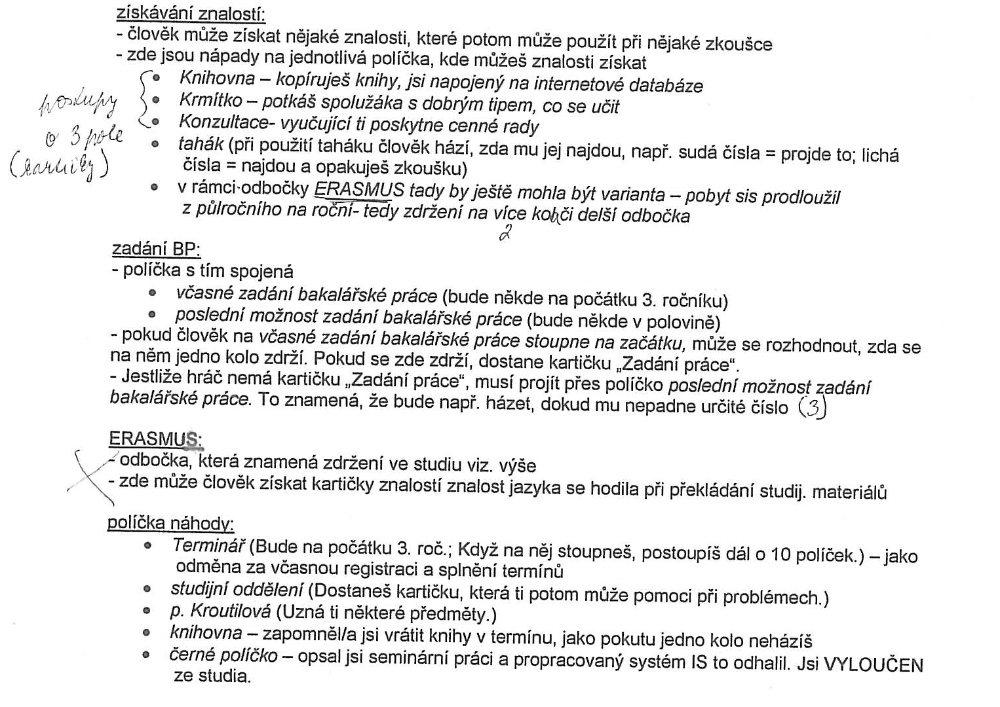 získávání znalostí:
- člověk může získat nějaké znalosti, které potom může použít při nějaké zkoušce
- zde jsou nápady na jednotlivá políčka, kde můžeš znalosti získat
• Knihovna – kopíruješ knihy, jsi napojený na internetové databáze
• Krmítko – potkáš spolužáka s dobrým tipem, co se učit
• Konzultace- vyučující ti poskytne cenné rady
postupy
o 3 pole
(kartičky)
• tahák (při použití taháku člověk hází, zda mu jej najdou, např. sudá čísla = projde to; lichá
čísla = najdou a opakuješ zkoušku)
• v rámci odbočky ERASMUS tady by ještě mohla být varianta – pobyt sis prodloužil
z půlročního na roční- tedy zdržení na více kol či delší odbočka
2
zadání BP:
- políčka s tím spojená
• včasné zadání bakalářské práce (bude někde na počátku 3. ročníku)
• poslední možnost zadání bakalářské práce (bude někde v polovině)
- pokud člověk na včasné zadání bakalářské práce stoupne na začátku, může se rozhodnout, zda se
na něm jedno kolo zdrží. Pokud se zde zdrží, dostane kartičku „Zadání práce“.
- Jestliže hráč nemá kartičku „Zadání práce“, musí projít přes políčko poslední možnost zadání
bakalářské práce. To znamená, že bude např. házet, dokud mu nepadne určité číslo (3)
ERASMUS:
- odbočka, která znamená zdržení ve studiu viz. výše
- zde může člověk získat kartičky znalostí znalost jazyka se hodila při překládání studij. materiálů
políčka náhody:
• Terminář (Bude na počátku 3. roč.; Když na něj stoupneš, postoupíš dál o 10 políček.) – jako
odměna za včasnou registraci a splnění termínů
• studijní oddělení (Dostaneš kartičku, která ti potom může pomoci při problémech.)
• p. Kroutilová (Uzná ti některé předměty.)
• knihovna – zapomněl/a jsi vrátit knihy v termínu, jako pokutu jedno kolo neházíš
• černé políčko – opsal jsi seminární práci a propracovaný systém IS to odhalil. Jsi VYLOUČEN
ze studia.